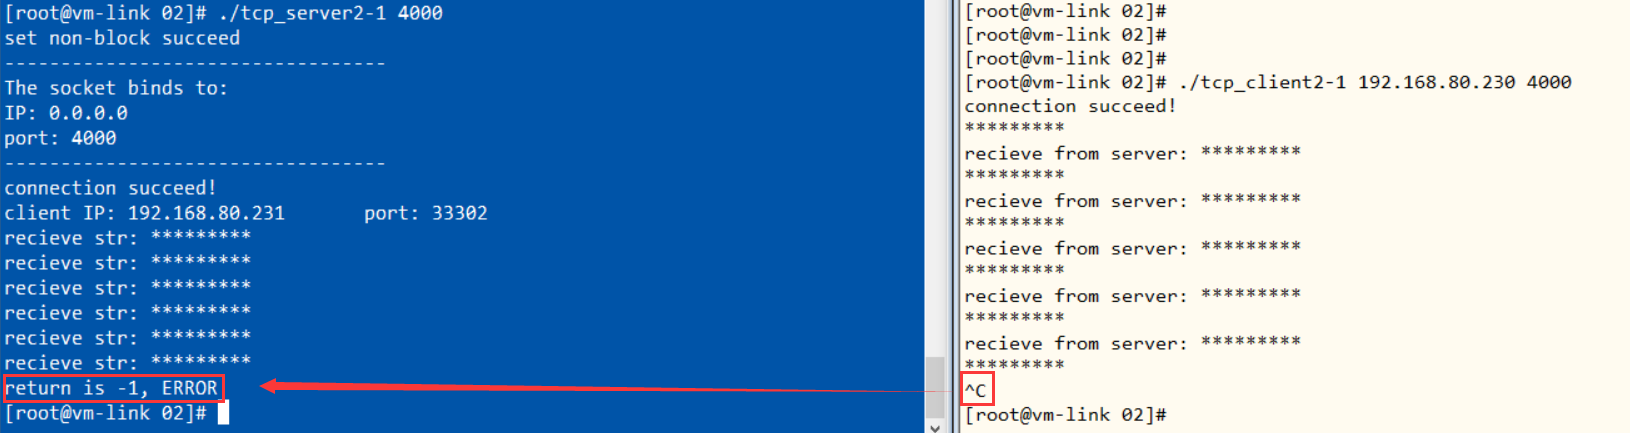 [root@vm-link 02]# ./tcp_server2-1 4000
set non-block succeed
----------------------------------
The socket binds to:
IP: 0.0.0.0
port: 4000
----------------------------------
connection succeed!
client IP: 192.168.80.231       port: 33302
recieve str: *********
recieve str: *********
recieve str: *********
recieve str: *********
recieve str: *********
recieve str: *********
return is -1, ERROR
[root@vm-link 02]#
[root@vm-link 02]#
[root@vm-link 02]#
[root@vm-link 02]#
[root@vm-link 02]# ./tcp_client2-1 192.168.80.230 4000
connection succeed!
*********
recieve from server: *********
*********
recieve from server: *********
*********
recieve from server: *********
*********
recieve from server: *********
*********
recieve from server: *********
*********
^C
[root@vm-link 02]#